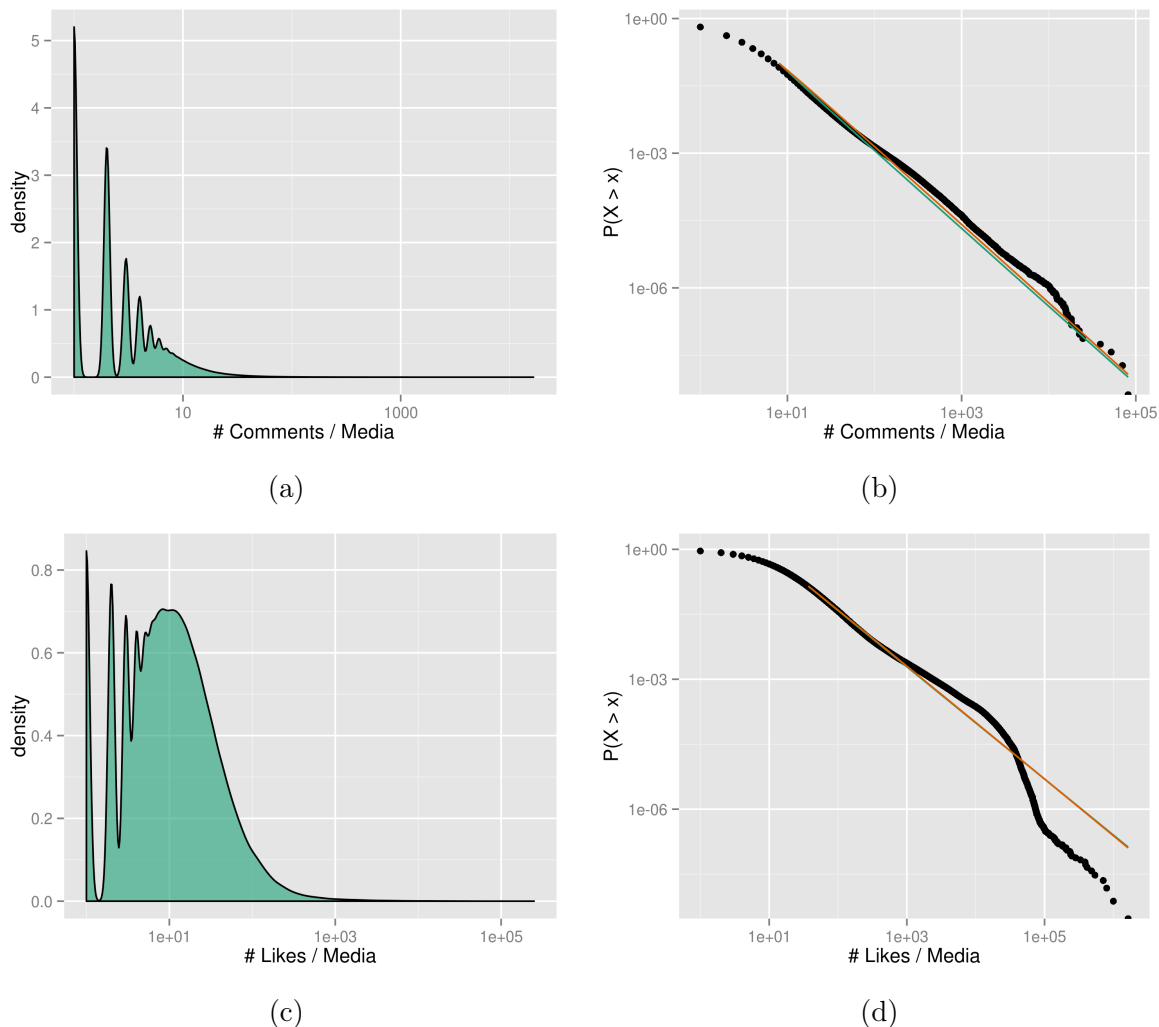 density
5
4
3
2
1
0
10
1000
# Comments / Media
(a)
P(X > x)
1e+00
1e-03
1e-06
1e+01
1e+03
1e+05
# Comments / Media
(b)
density
0.8
0.6
0.4
0.2
0.0
1e+01
1e+03
1e+05
# Likes / Media
(c)
P(X > x)
1e+00
1e-03
1e-06
1e+01
1e+03
1e+05
# Likes / Media
(d)